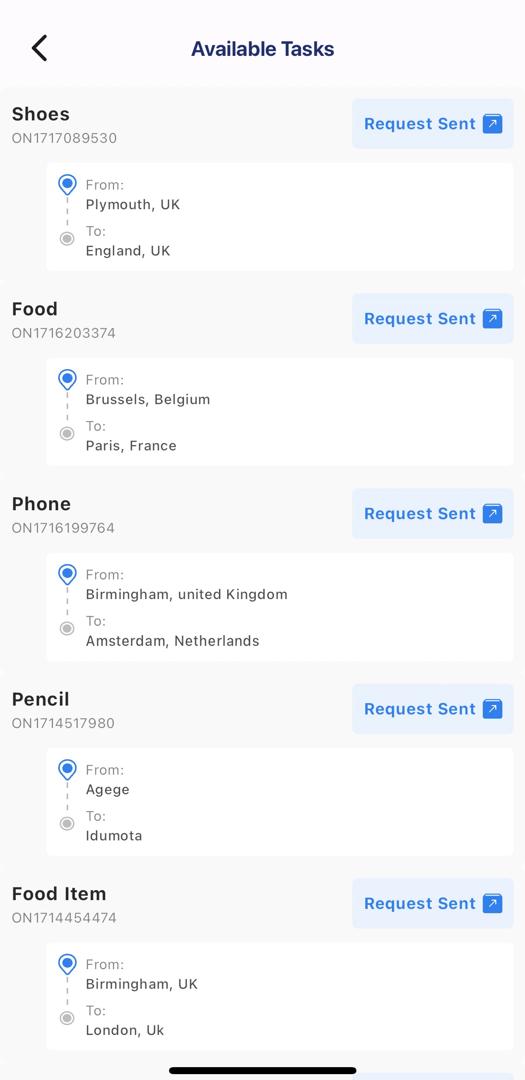 Available Tasks
Shoes
Request Sent
ON1717089530
From:
Plymouth, UK
To:
England, UK
Food
Request Sent
ON1716203374
From:
Brussels, Belgium
To:
Paris, France
Phone
Request Sent
ON1716199764
From:
Birmingham, united Kingdom
To:
Amsterdam, Netherlands
Pencil
Request Sent
ON1714517980
From:
Agege
To:
Idumota
Food Item
Request Sent
ON1714454474
From:
Birmingham, UK
To:
London, Uk